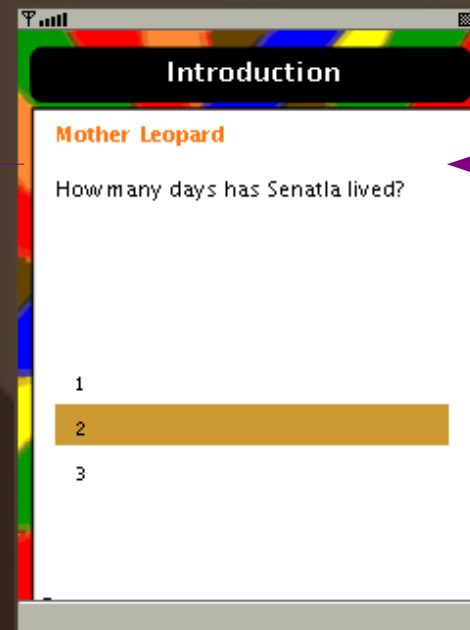 Introduction
Mother Leopard
How many days has Senatla lived?
1
2
3